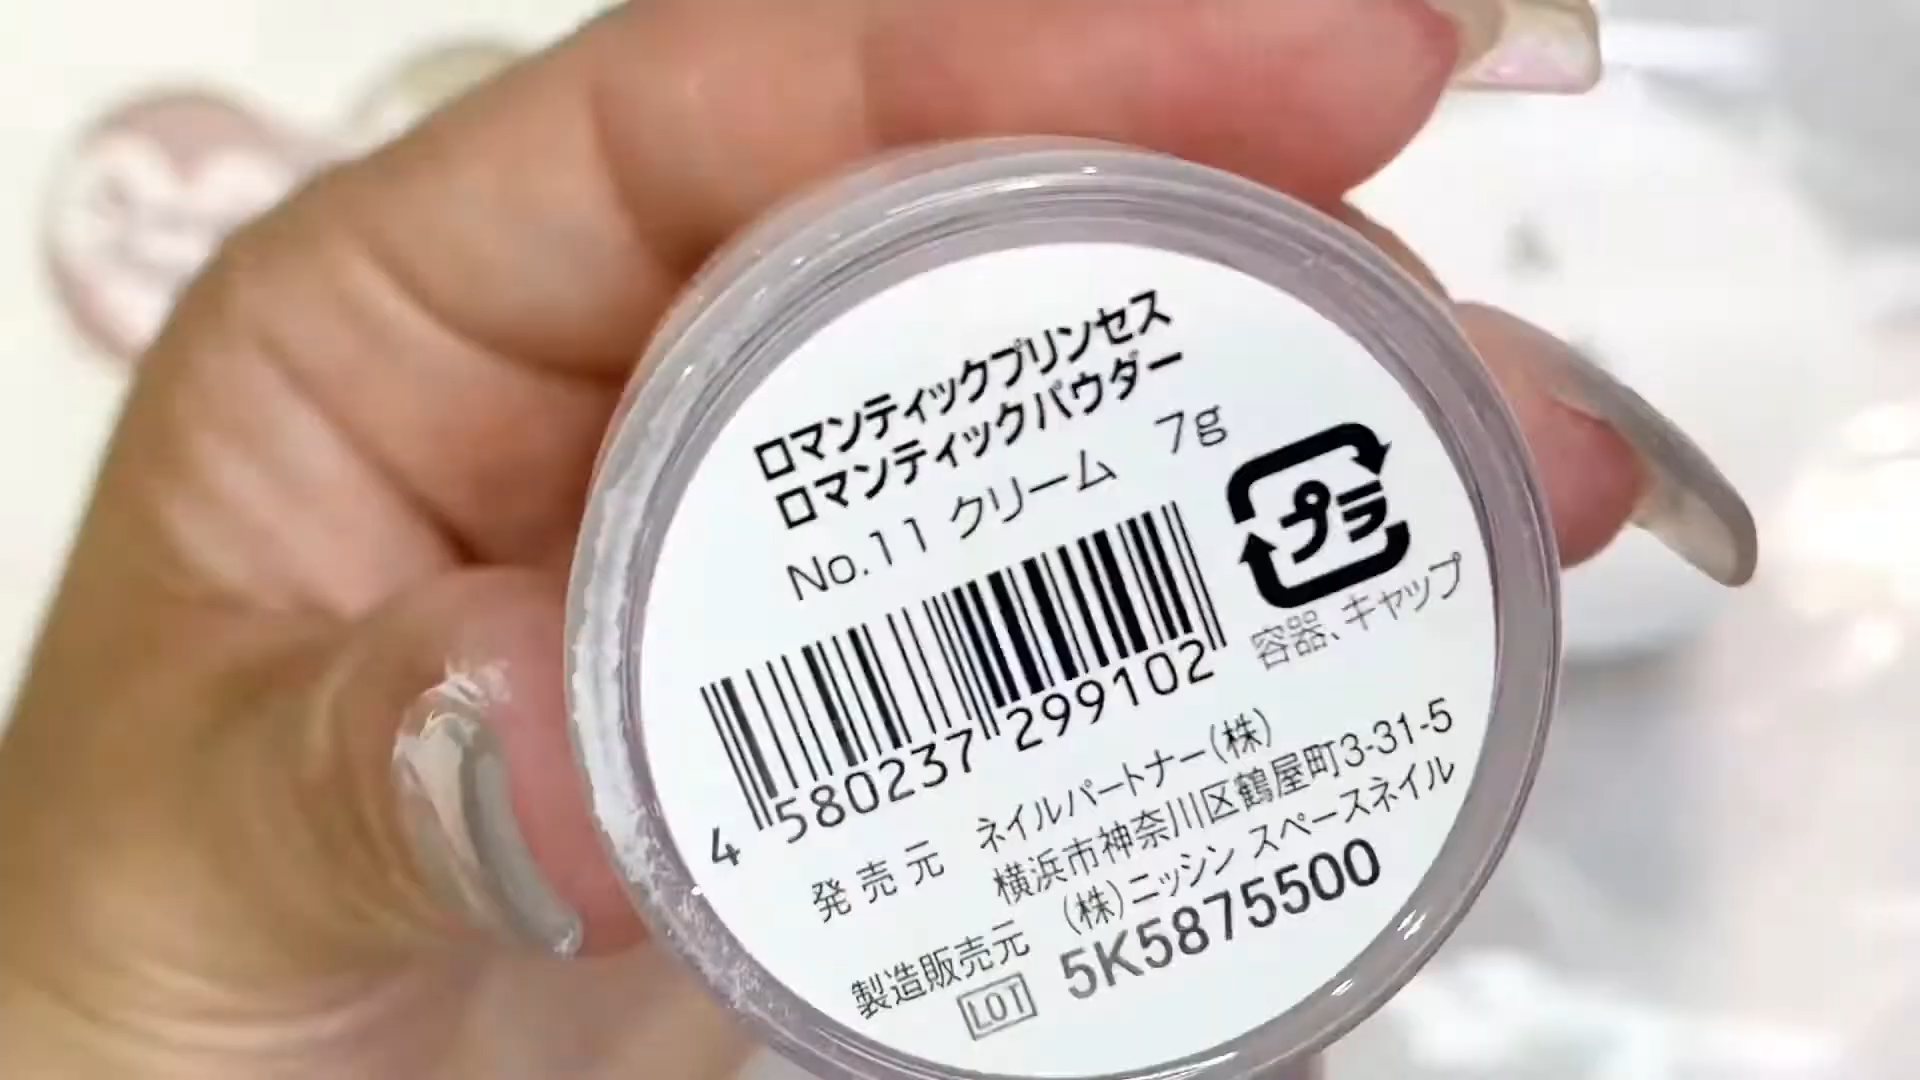 ロマンティックプリンセス
ロマンティックパウダー
No.11 クリーム 7g
プラ
容器、キャップ
4 580237 299102
発売元 ネイルパートナー(株)
横浜市神奈川区鶴屋町3-31-5
製造販売元 (株)ニッシン スペースネイル
LOT 5K5875500